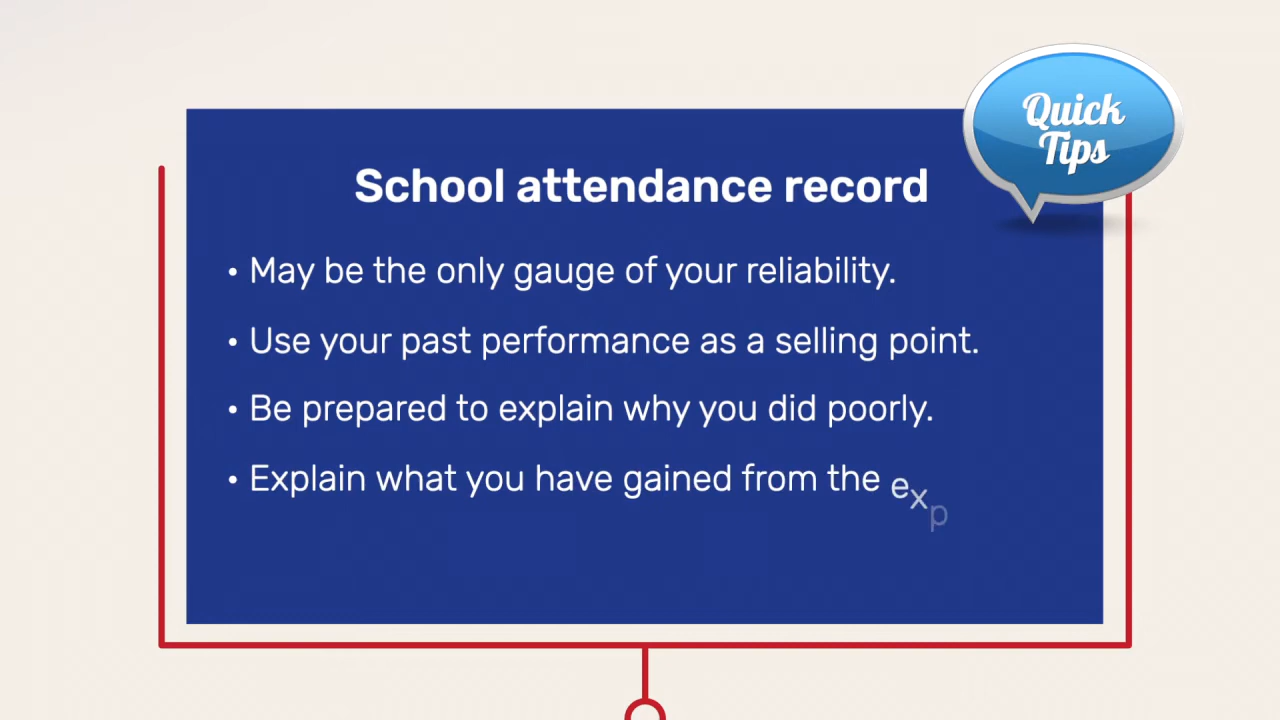 Quick
Tips
School attendance record
• May be the only gauge of your reliability.
• Use your past performance as a selling point.
• Be prepared to explain why you did poorly.
• Explain what you have gained from the exp